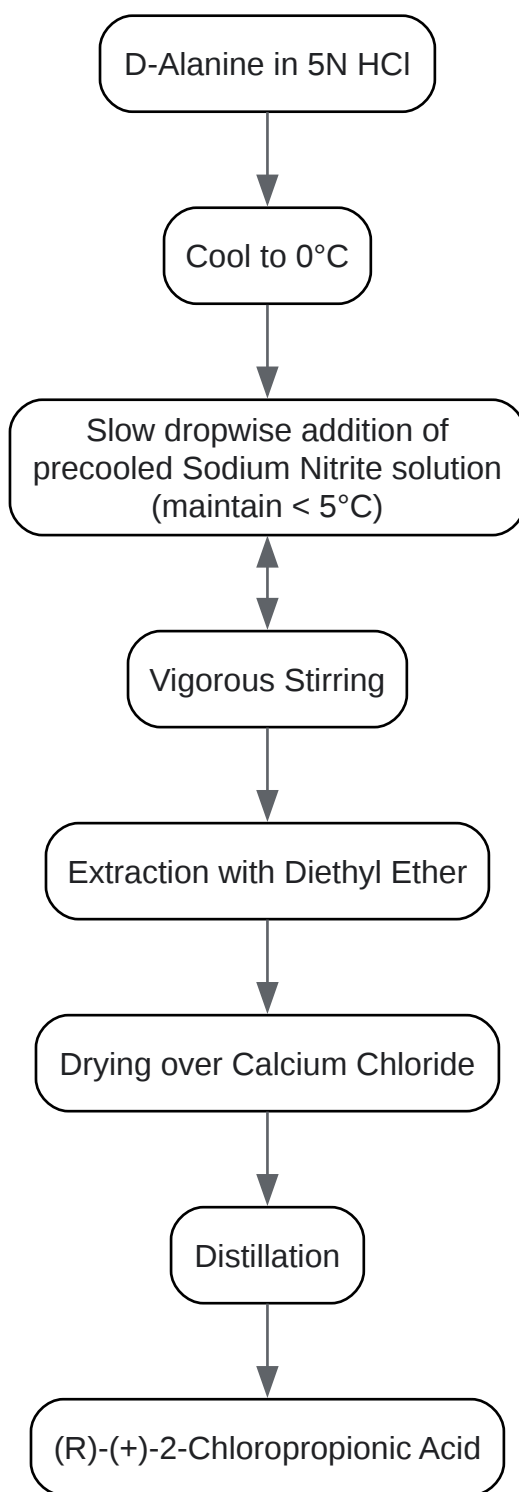 D-Alanine in 5N HCl
Cool to 0°C
Slow dropwise addition of
precooled Sodium Nitrite solution
(maintain < 5°C)
Vigorous Stirring
Extraction with Diethyl Ether
Drying over Calcium Chloride
Distillation
(R)-(+)-2-Chloropropionic Acid